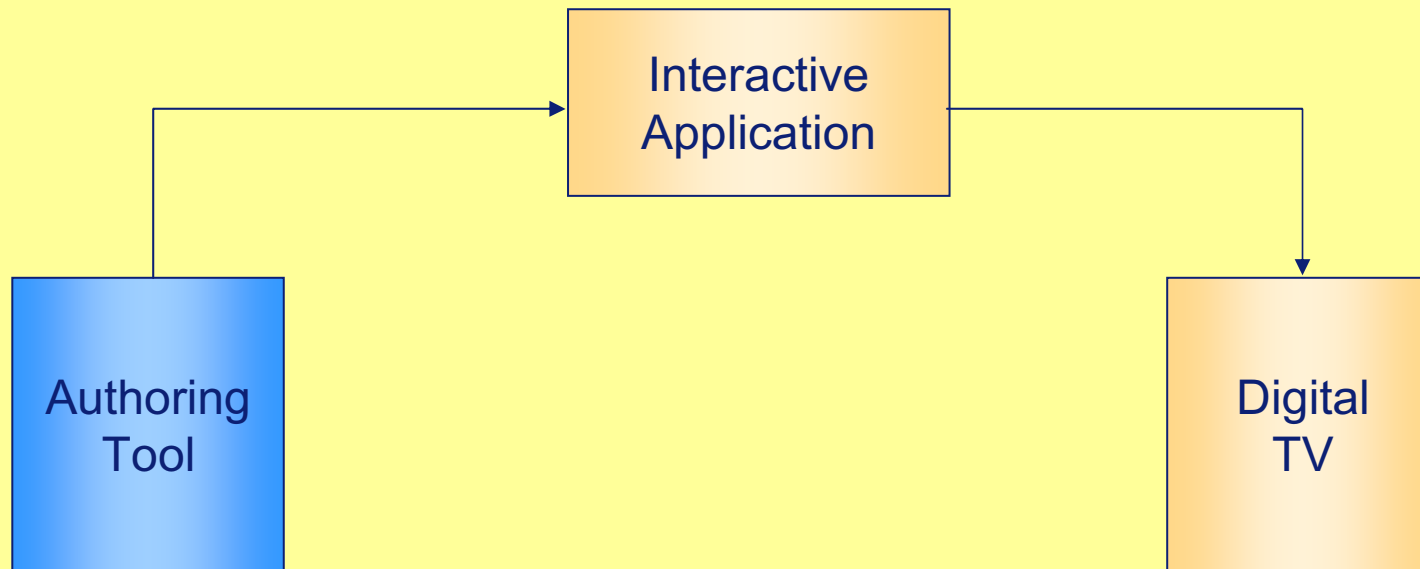 Interactive
Application
Authoring
Tool
Digital
TV